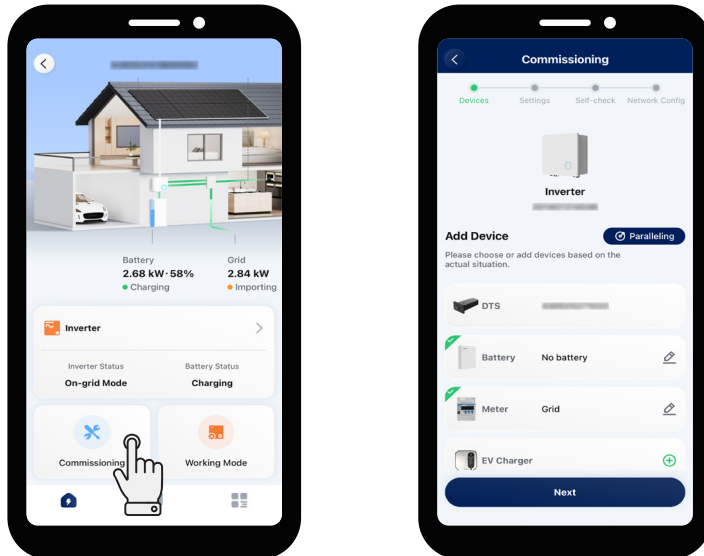 Battery
2.68 kW·58%
Charging
Grid
2.84 kW
Importing
Inverter
Inverter Status
On-grid Mode
Battery Status
Charging
Commissioning
Working Mode
Commissioning
Devices
Settings
Self-check
Network Config
Inverter
Add Device
Paralleling
Please choose or add devices based on the
actual situation.
DTS
Battery
No battery
Meter
Grid
EV Charger
Next